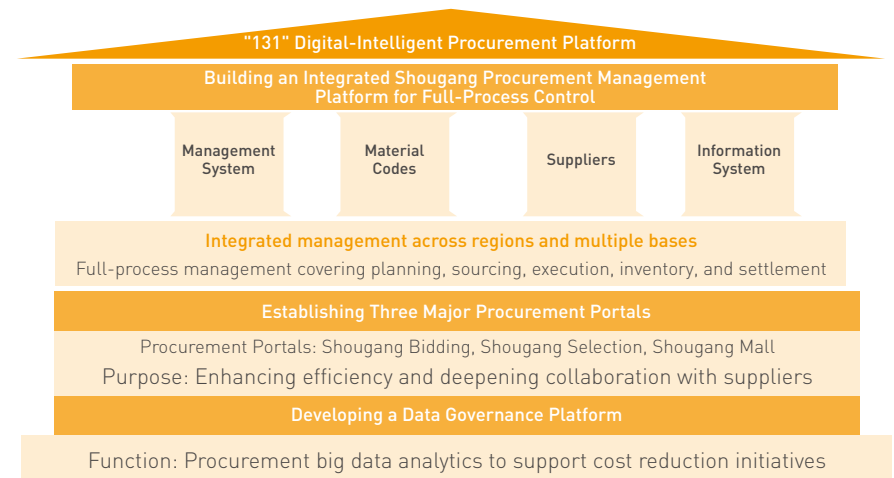 "131" Digital-Intelligent Procurement Platform
Building an Integrated Shougang Procurement Management
Platform for Full-Process Control
Management
System
Material
Codes
Suppliers
Information
System
Integrated management across regions and multiple bases
Full-process management covering planning, sourcing, execution, inventory, and settlement
Establishing Three Major Procurement Portals
Procurement Portals: Shougang Bidding, Shougang Selection, Shougang Mall
Purpose: Enhancing efficiency and deepening collaboration with suppliers
Developing a Data Governance Platform
Function: Procurement big data analytics to support cost reduction initiatives